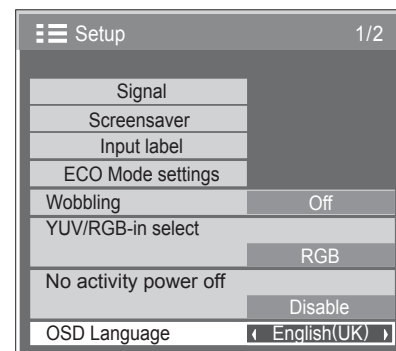 Setup 1/2
Signal
Screensaver
Input label
ECO Mode settings
Wobbling Off
YUV/RGB-in select
RGB
No activity power off
Disable
OSD Language English(UK)